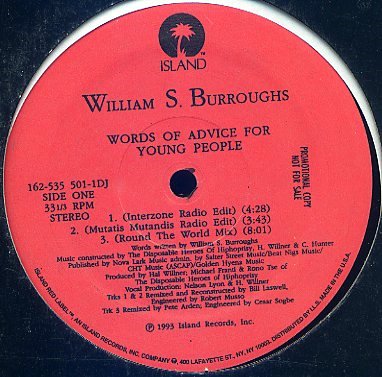 ISLAND
TM
WILLIAM S. BURROUGHS
WORDS OF ADVICE FOR
YOUNG PEOPLE
162-535 501-1DJ
SIDE ONE
33 1/3 RPM
STEREO
PROMOTIONAL COPY
NOT FOR SALE
1. (Interzone Radio Edit) (4:28)
2. (Mutatis Mutandis Radio Edit) (3:43)
3. (Round The World Mix) (8:01)
Words written by William S. Burroughs
Music constructed by The Disposable Heroes of Hiphoprisy, H. Willner & C. Hunter
Published by Nova Lark Music admin. by Salter Street Music/Beat Nigs Music/
CHT Music (ASCAP)/Golden Hyena Music
Produced by Hal Willner; Michael Franti & Rono Tse of
The Disposable Heroes of Hiphoprisy
Vocal Production: Nelson Lyon & H. Willner
Trks 1 & 2 Remixed and Reconstructed by Bill Laswell,
Engineered by Robert Musso
Trk 3 Remixed by Pete Arden, Engineered by Cesar Sogbe
℗ 1993 Island Records, Inc.
ISLAND RED LABEL™ AN ISLAND RECORDS, INC. COMPANY ©, 400 LAFAYETTE ST., NY, NY 10003. DISTRIBUTED BY U.S. MADE IN U.S.A.